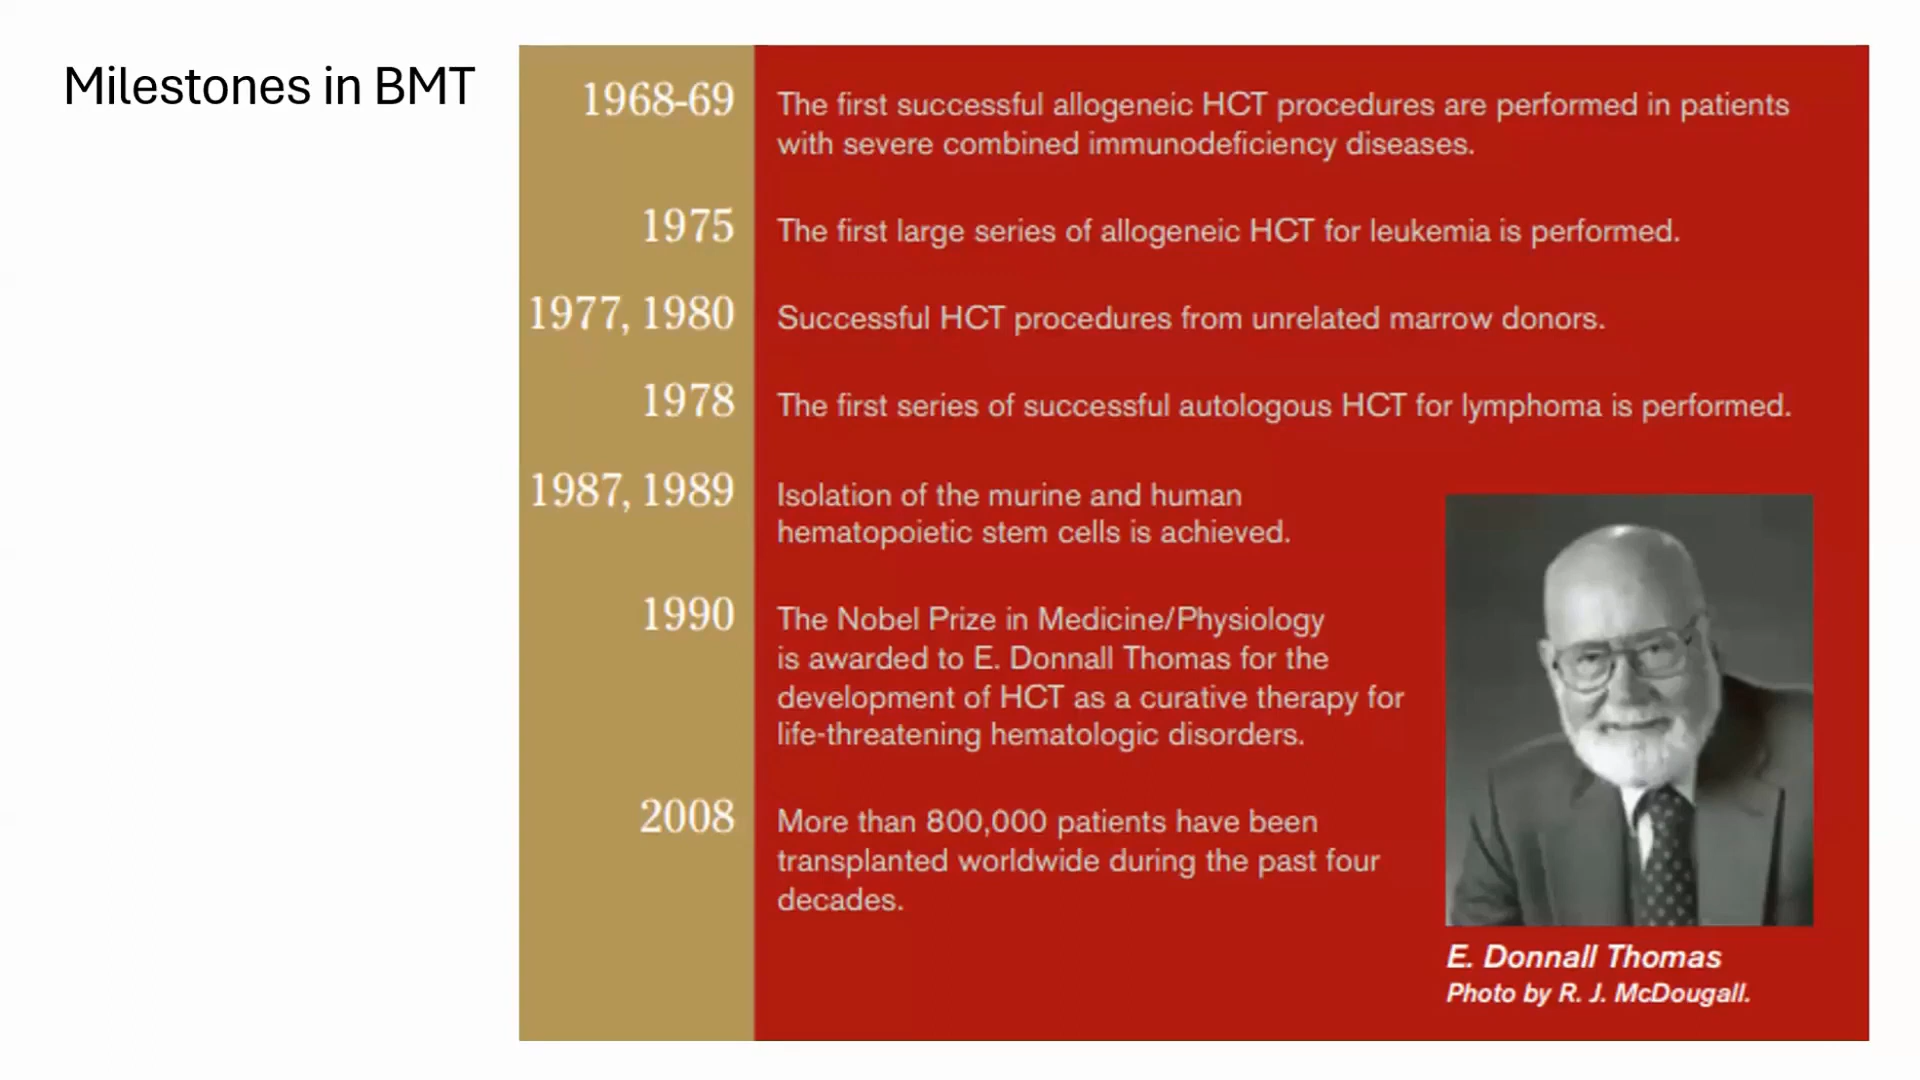 Milestones in BMT
1968-69
The first successful allogeneic HCT procedures are performed in patients
with severe combined immunodeficiency diseases.
1975
The first large series of allogeneic HCT for leukemia is performed.
1977, 1980
Successful HCT procedures from unrelated marrow donors.
1978
The first series of successful autologous HCT for lymphoma is performed.
1987, 1989
Isolation of the murine and human
hematopoietic stem cells is achieved.
1990
The Nobel Prize in Medicine/Physiology
is awarded to E. Donnall Thomas for the
development of HCT as a curative therapy for
life-threatening hematologic disorders.
2008
More than 800,000 patients have been
transplanted worldwide during the past four
decades.
E. Donnall Thomas
Photo by R. J. McDougall.